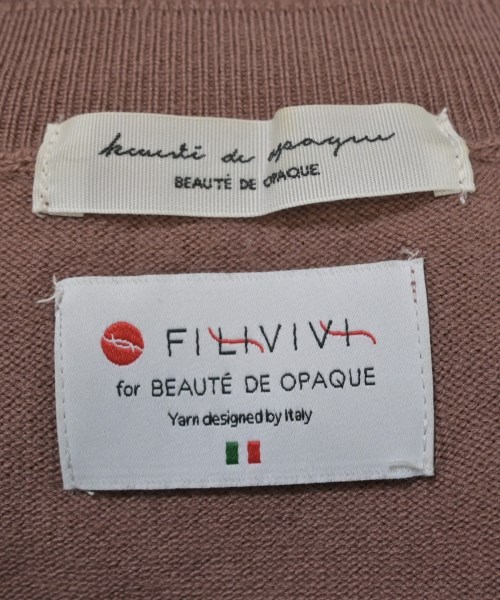 beauté de opaque
BEAUTÉ DE OPAQUE
FILIVIVI
for BEAUTÉ DE OPAQUE
Yarn designed by Italy